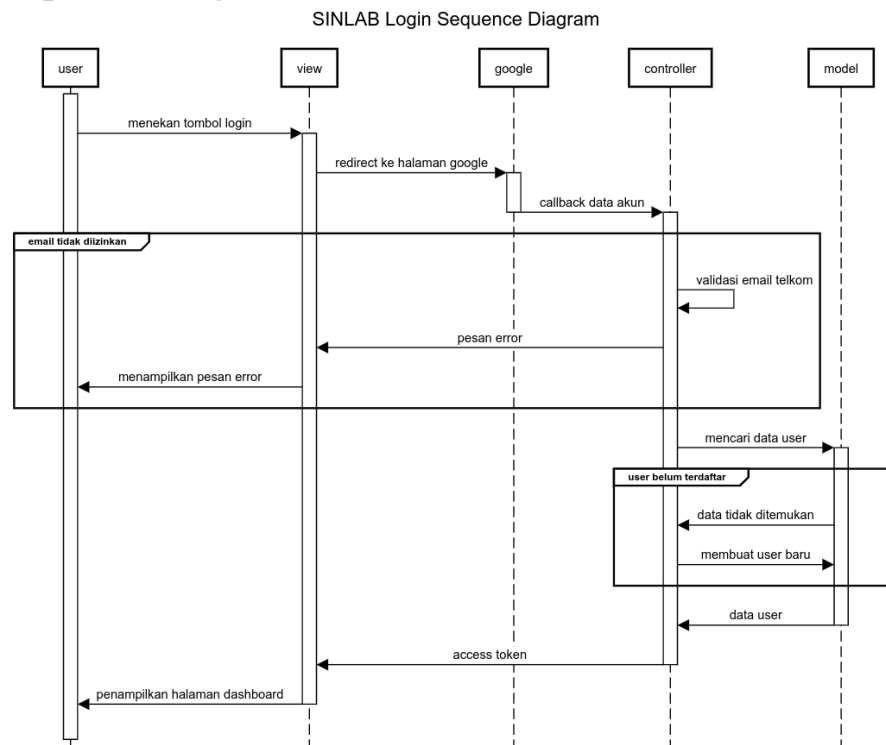 SINLAB Login Sequence Diagram
user
view
google
controller
model
menekan tombol login
redirect ke halaman google
callback data akun
email tidak diizinkan
validasi email telkom
pesan error
menampilkan pesan error
mencari data user
user belum terdaftar
data tidak ditemukan
membuat user baru
data user
access token
penampilkan halaman dashboard